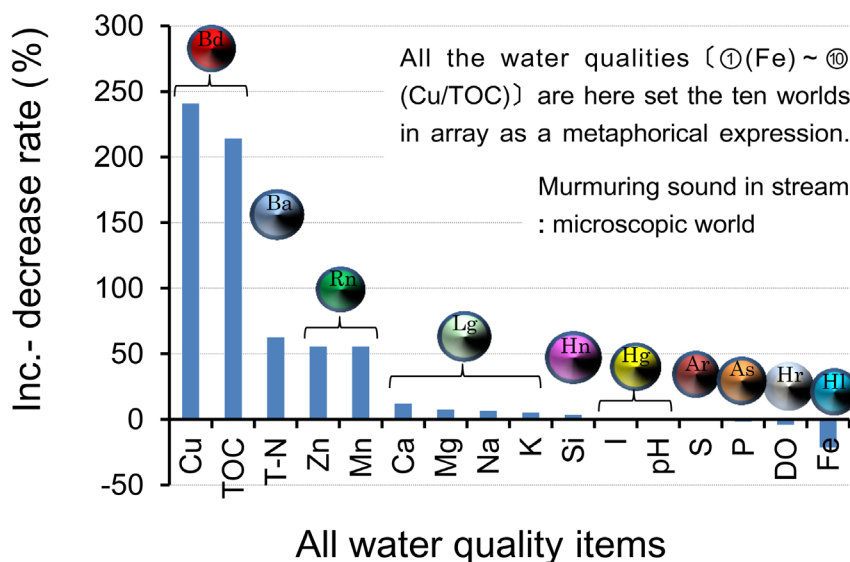 300
250
200
150
100
50
0
-50
Inc.- decrease rate (%)
Bd
Ba
Rn
Lg
Hn
Hg
Ar
As
Hr
Hl
All the water qualities〔①(Fe) ~ ⑩
(Cu/TOC)〕are here set the ten worlds
in array as a metaphorical expression.
Murmuring sound in stream
: microscopic world
Cu
TOC
T-N
Zn
Mn
Ca
Mg
Na
K
Si
I
pH
S
P
DO
Fe
All water quality items